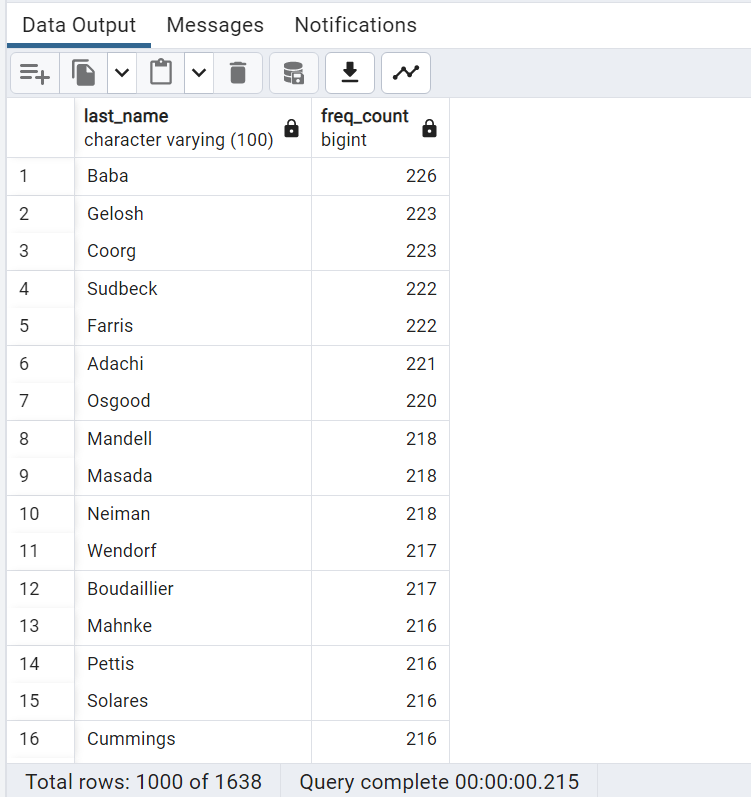 Data Output Messages Notifications
last_name freq_count
character varying (100) bigint
1 Baba 226
2 Gelosh 223
3 Coorg 223
4 Sudbeck 222
5 Farris 222
6 Adachi 221
7 Osgood 220
8 Mandell 218
9 Masada 218
10 Neiman 218
11 Wendorf 217
12 Boudaillier 217
13 Mahnke 216
14 Pettis 216
15 Solares 216
16 Cummings 216
Total rows: 1000 of 1638 Query complete 00:00:00.215